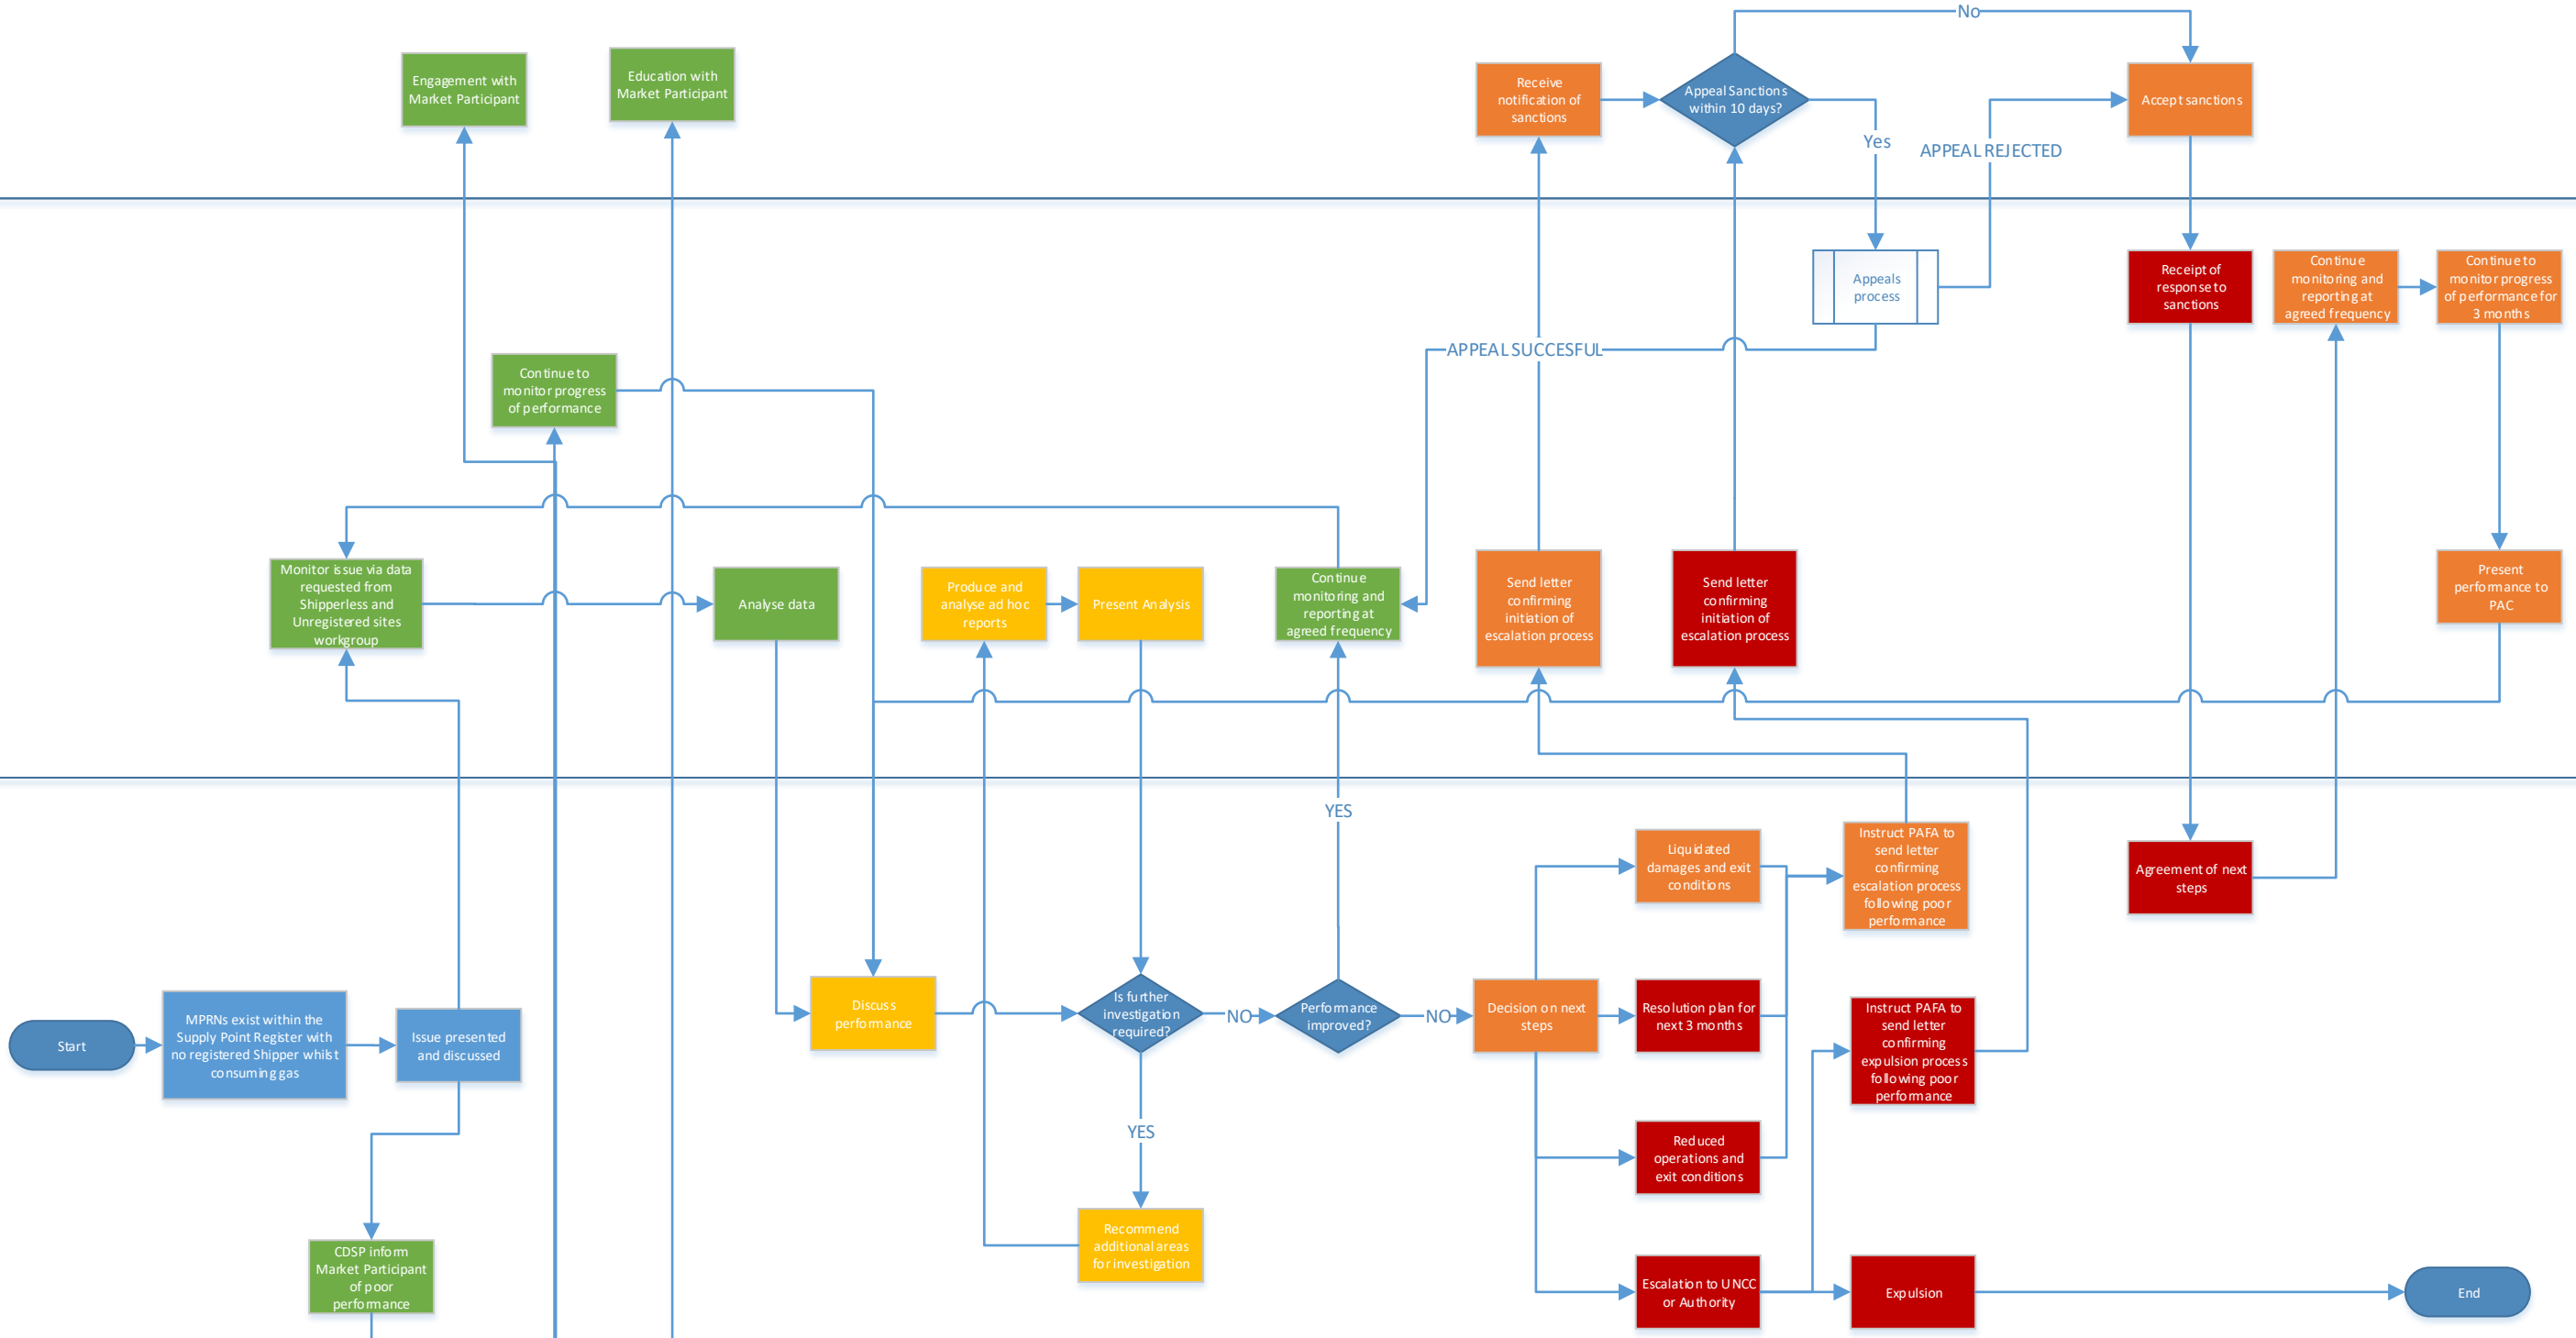 No
Engagement with
Market Participant
Education with
Market Participant
Receive
notification of
sanctions
Appeal Sanctions
within 10 days?
Accept sanctions
Yes
APPEAL REJECTED
Appeals
process
Receipt of
response to
sanctions
Continue
monitoring and
reporting at
agreed frequency
Continue to
monitor progress
of performance for
3 months
APPEAL SUCCESFUL
Continue to
monitor progress
of performance
Monitor issue via data
requested from
Shipperless and
Unregistered sites
workgroup
Analyse data
Produce and
analyse ad hoc
reports
Present Analysis
Continue
monitoring and
reporting at
agreed frequency
Send letter
confirming
initiation of
escalation process
Send letter
confirming
initiation of
escalation process
Present
performance to
PAC
YES
Liquidated
damages and exit
conditions
Instruct PAFA to
send letter
confirming
escalation process
following poor
performance
Agreement of next
steps
Start
MPRNs exist within the
Supply Point Register with
no registered Shipper whilst
consuming gas
Issue presented
and discussed
Discuss
performance
Is further
investigation
required?
NO
Performance
improved?
NO
Decision on next
steps
Resolution plan for
next 3 months
Instruct PAFA to
send letter
confirming
expulsion process
following poor
performance
YES
Reduced
operations and
exit conditions
Recommend
additional areas
for investigation
CDSP inform
Market Participant
of poor
performance
Escalation to UNCC
or Authority
Expulsion
End